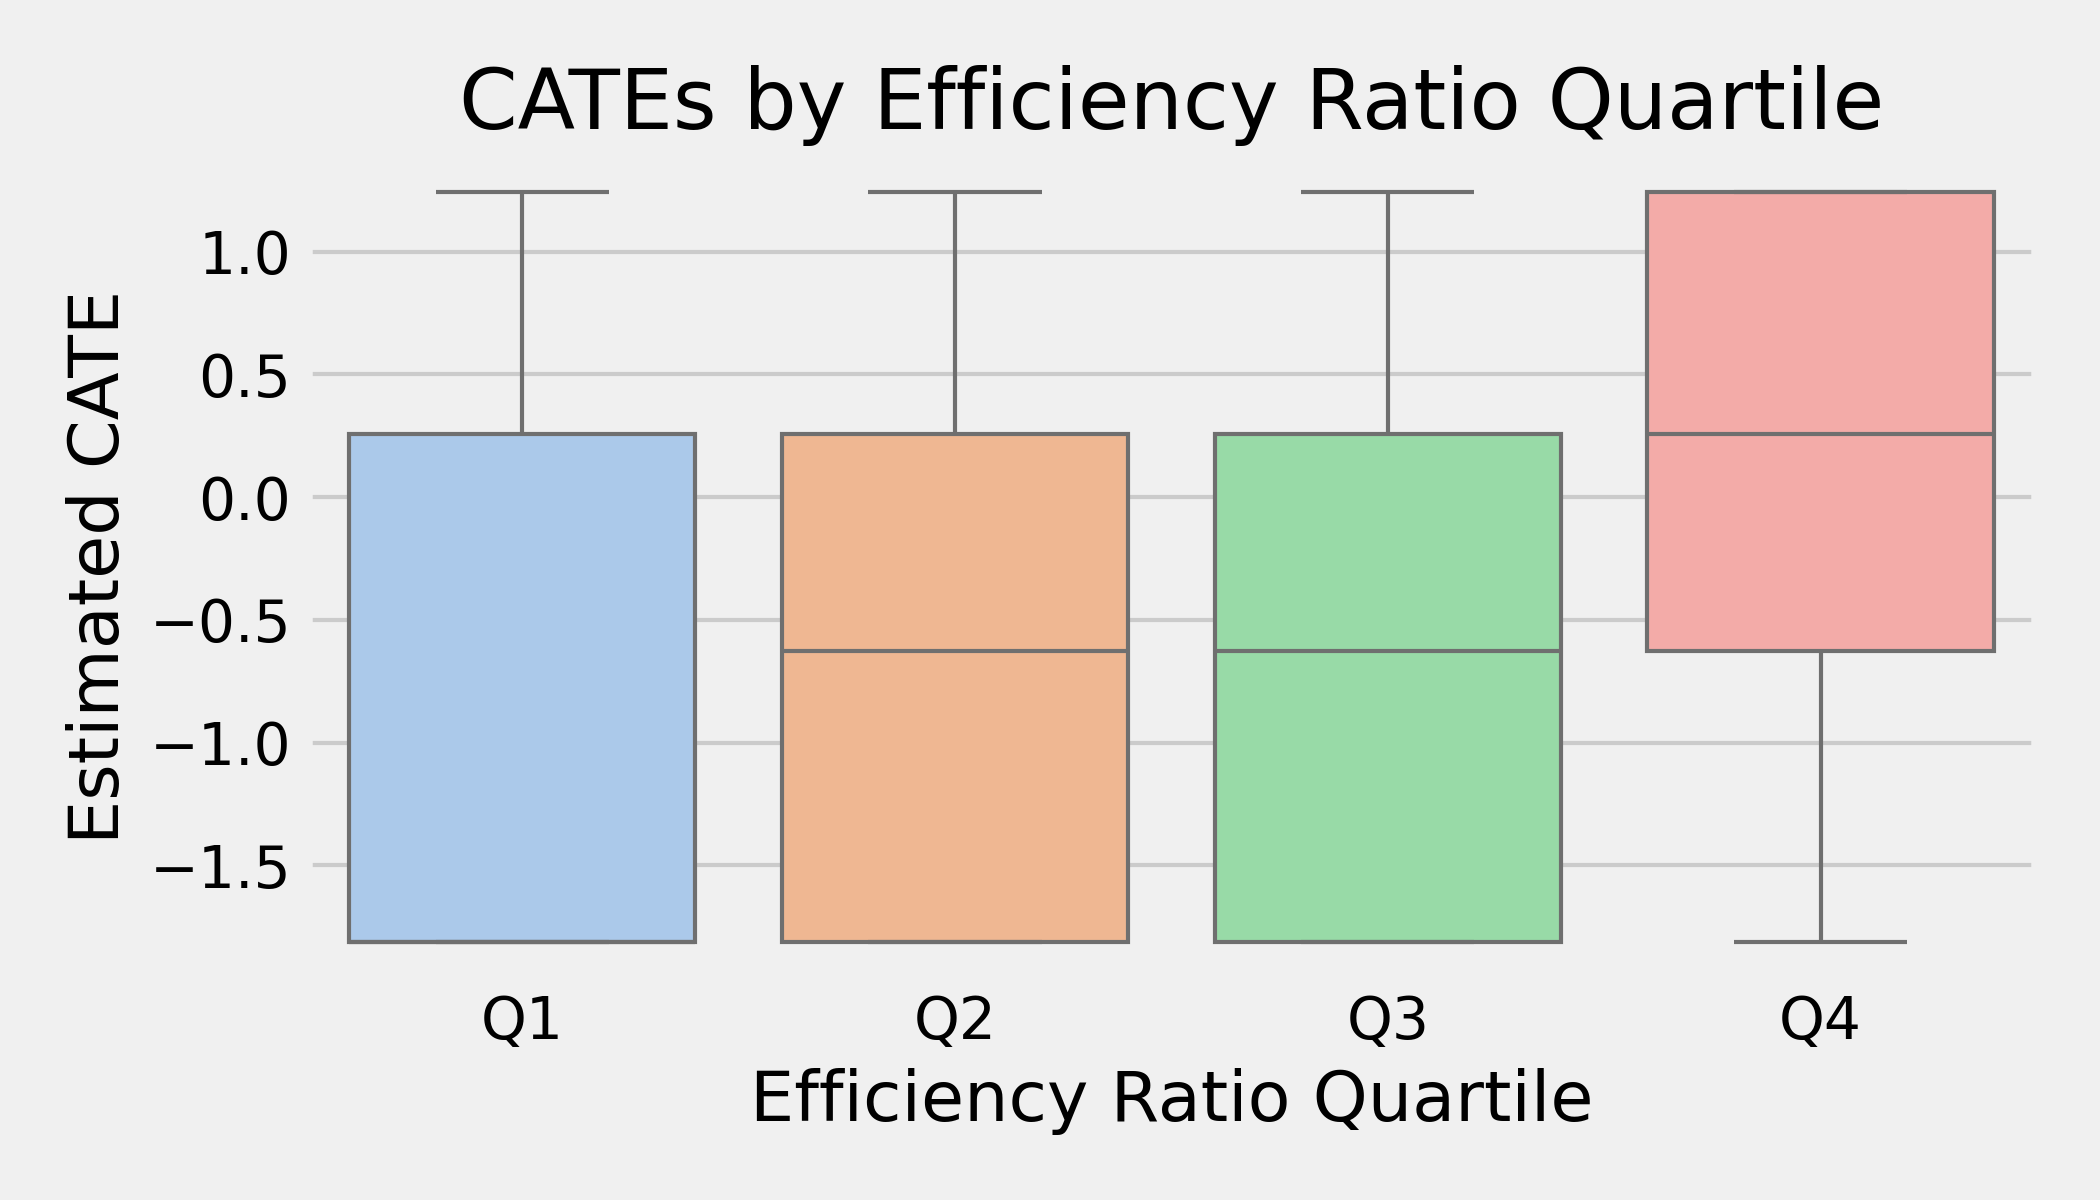 CATEs by Efficiency Ratio Quartile
Estimated CATE
1.0
0.5
0.0
−0.5
−1.0
−1.5
Q1 Q2 Q3 Q4
Efficiency Ratio Quartile